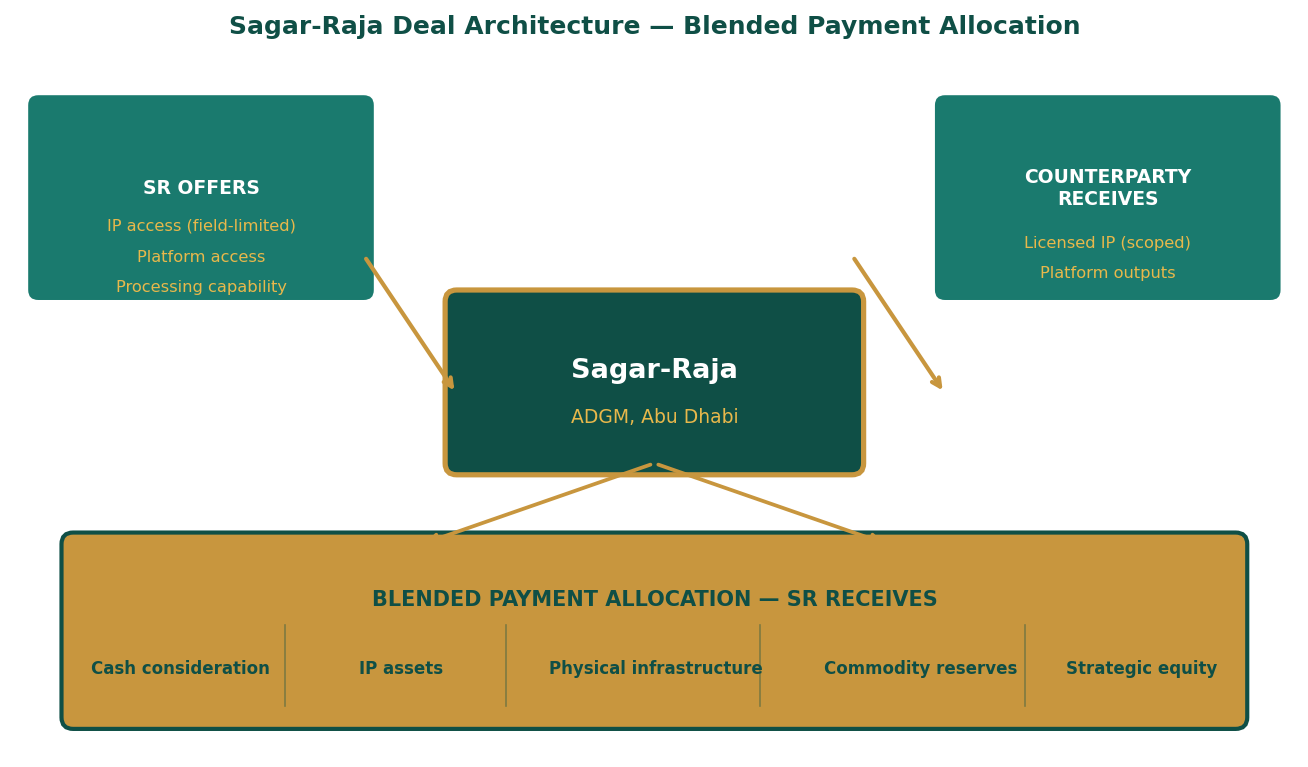 Sagar-Raja Deal Architecture — Blended Payment Allocation
SR OFFERS
IP access (field-limited)
Platform access
Processing capability
COUNTERPARTY
RECEIVES
Licensed IP (scoped)
Platform outputs
Sagar-Raja
ADGM, Abu Dhabi
BLENDED PAYMENT ALLOCATION — SR RECEIVES
Cash consideration
IP assets
Physical infrastructure
Commodity reserves
Strategic equity